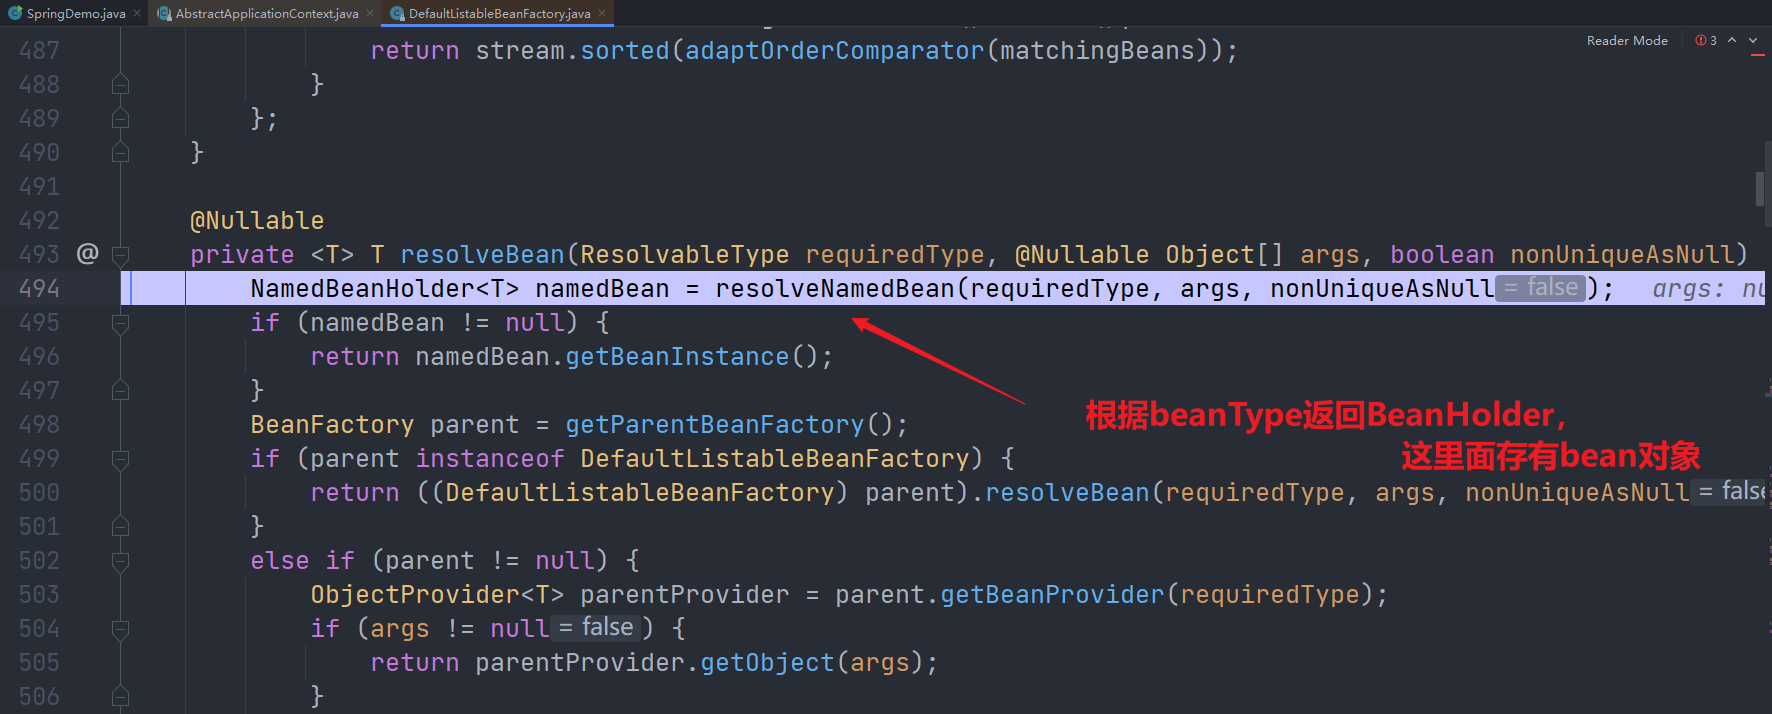 SpringDemo.java AbstractApplicationContext.java DefaultListableBeanFactory.java
Reader Mode 3
487 return stream.sorted(adaptOrderComparator(matchingBeans));
488 }
489 };
490 }
491
492 @Nullable
493 @ private <T> T resolveBean(ResolvableType requiredType, @Nullable Object[] args, boolean nonUniqueAsNull)
494 NamedBeanHolder<T> namedBean = resolveNamedBean(requiredType, args, nonUniqueAsNull = false ); args: nu
495 if (namedBean != null) {
496 return namedBean.getBeanInstance();
497 }
根据beanType返回BeanHolder,
498 BeanFactory parent = getParentBeanFactory();
499 if (parent instanceof DefaultListableBeanFactory) {
这里面存有bean对象
500 return ((DefaultListableBeanFactory) parent).resolveBean(requiredType, args, nonUniqueAsNull = false
501 }
502 else if (parent != null) {
503 ObjectProvider<T> parentProvider = parent.getBeanProvider(requiredType);
504 if (args != null = false ) {
505 return parentProvider.getObject(args);
506 }